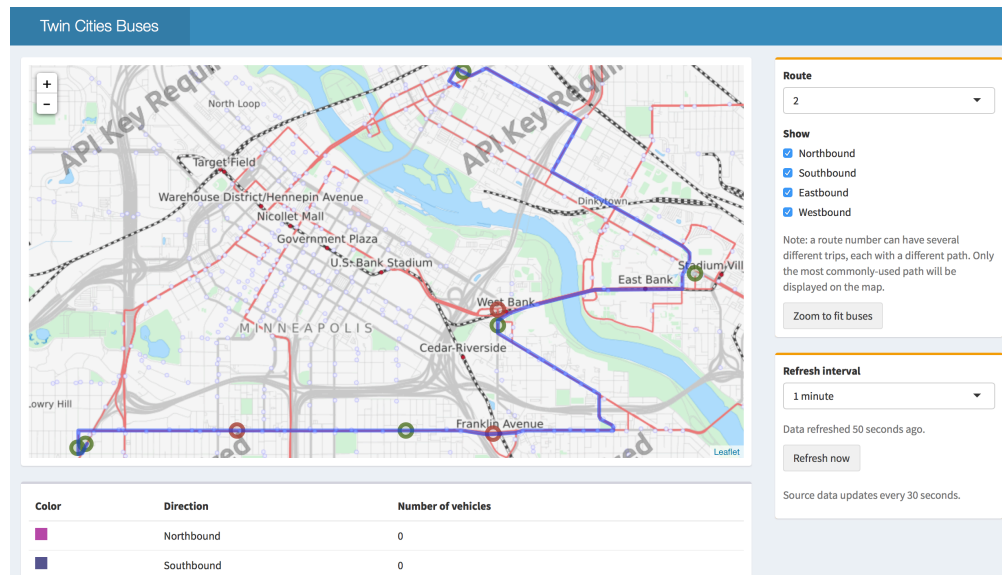 Twin Cities Buses
+
-
API Key Requi
API Key Requi
North Loop
Target Field
Warehouse District/Hennepin Avenue
Nicollet Mall
Government Plaza
U.S. Bank Stadium
Dinkytown
Stadium Vill
East Bank
West Bank
MINNEAPOLIS
Cedar-Riverside
Lowry Hill
Franklin Avenue
ed
ed
Leaflet
Route
2
Show
Northbound
Southbound
Eastbound
Westbound
Note: a route number can have several
different trips, each with a different path. Only
the most commonly-used path will be
displayed on the map.
Zoom to fit buses
Refresh interval
1 minute
Data refreshed 50 seconds ago.
Refresh now
Source data updates every 30 seconds.
Color Direction Number of vehicles
Northbound 0
Southbound 0